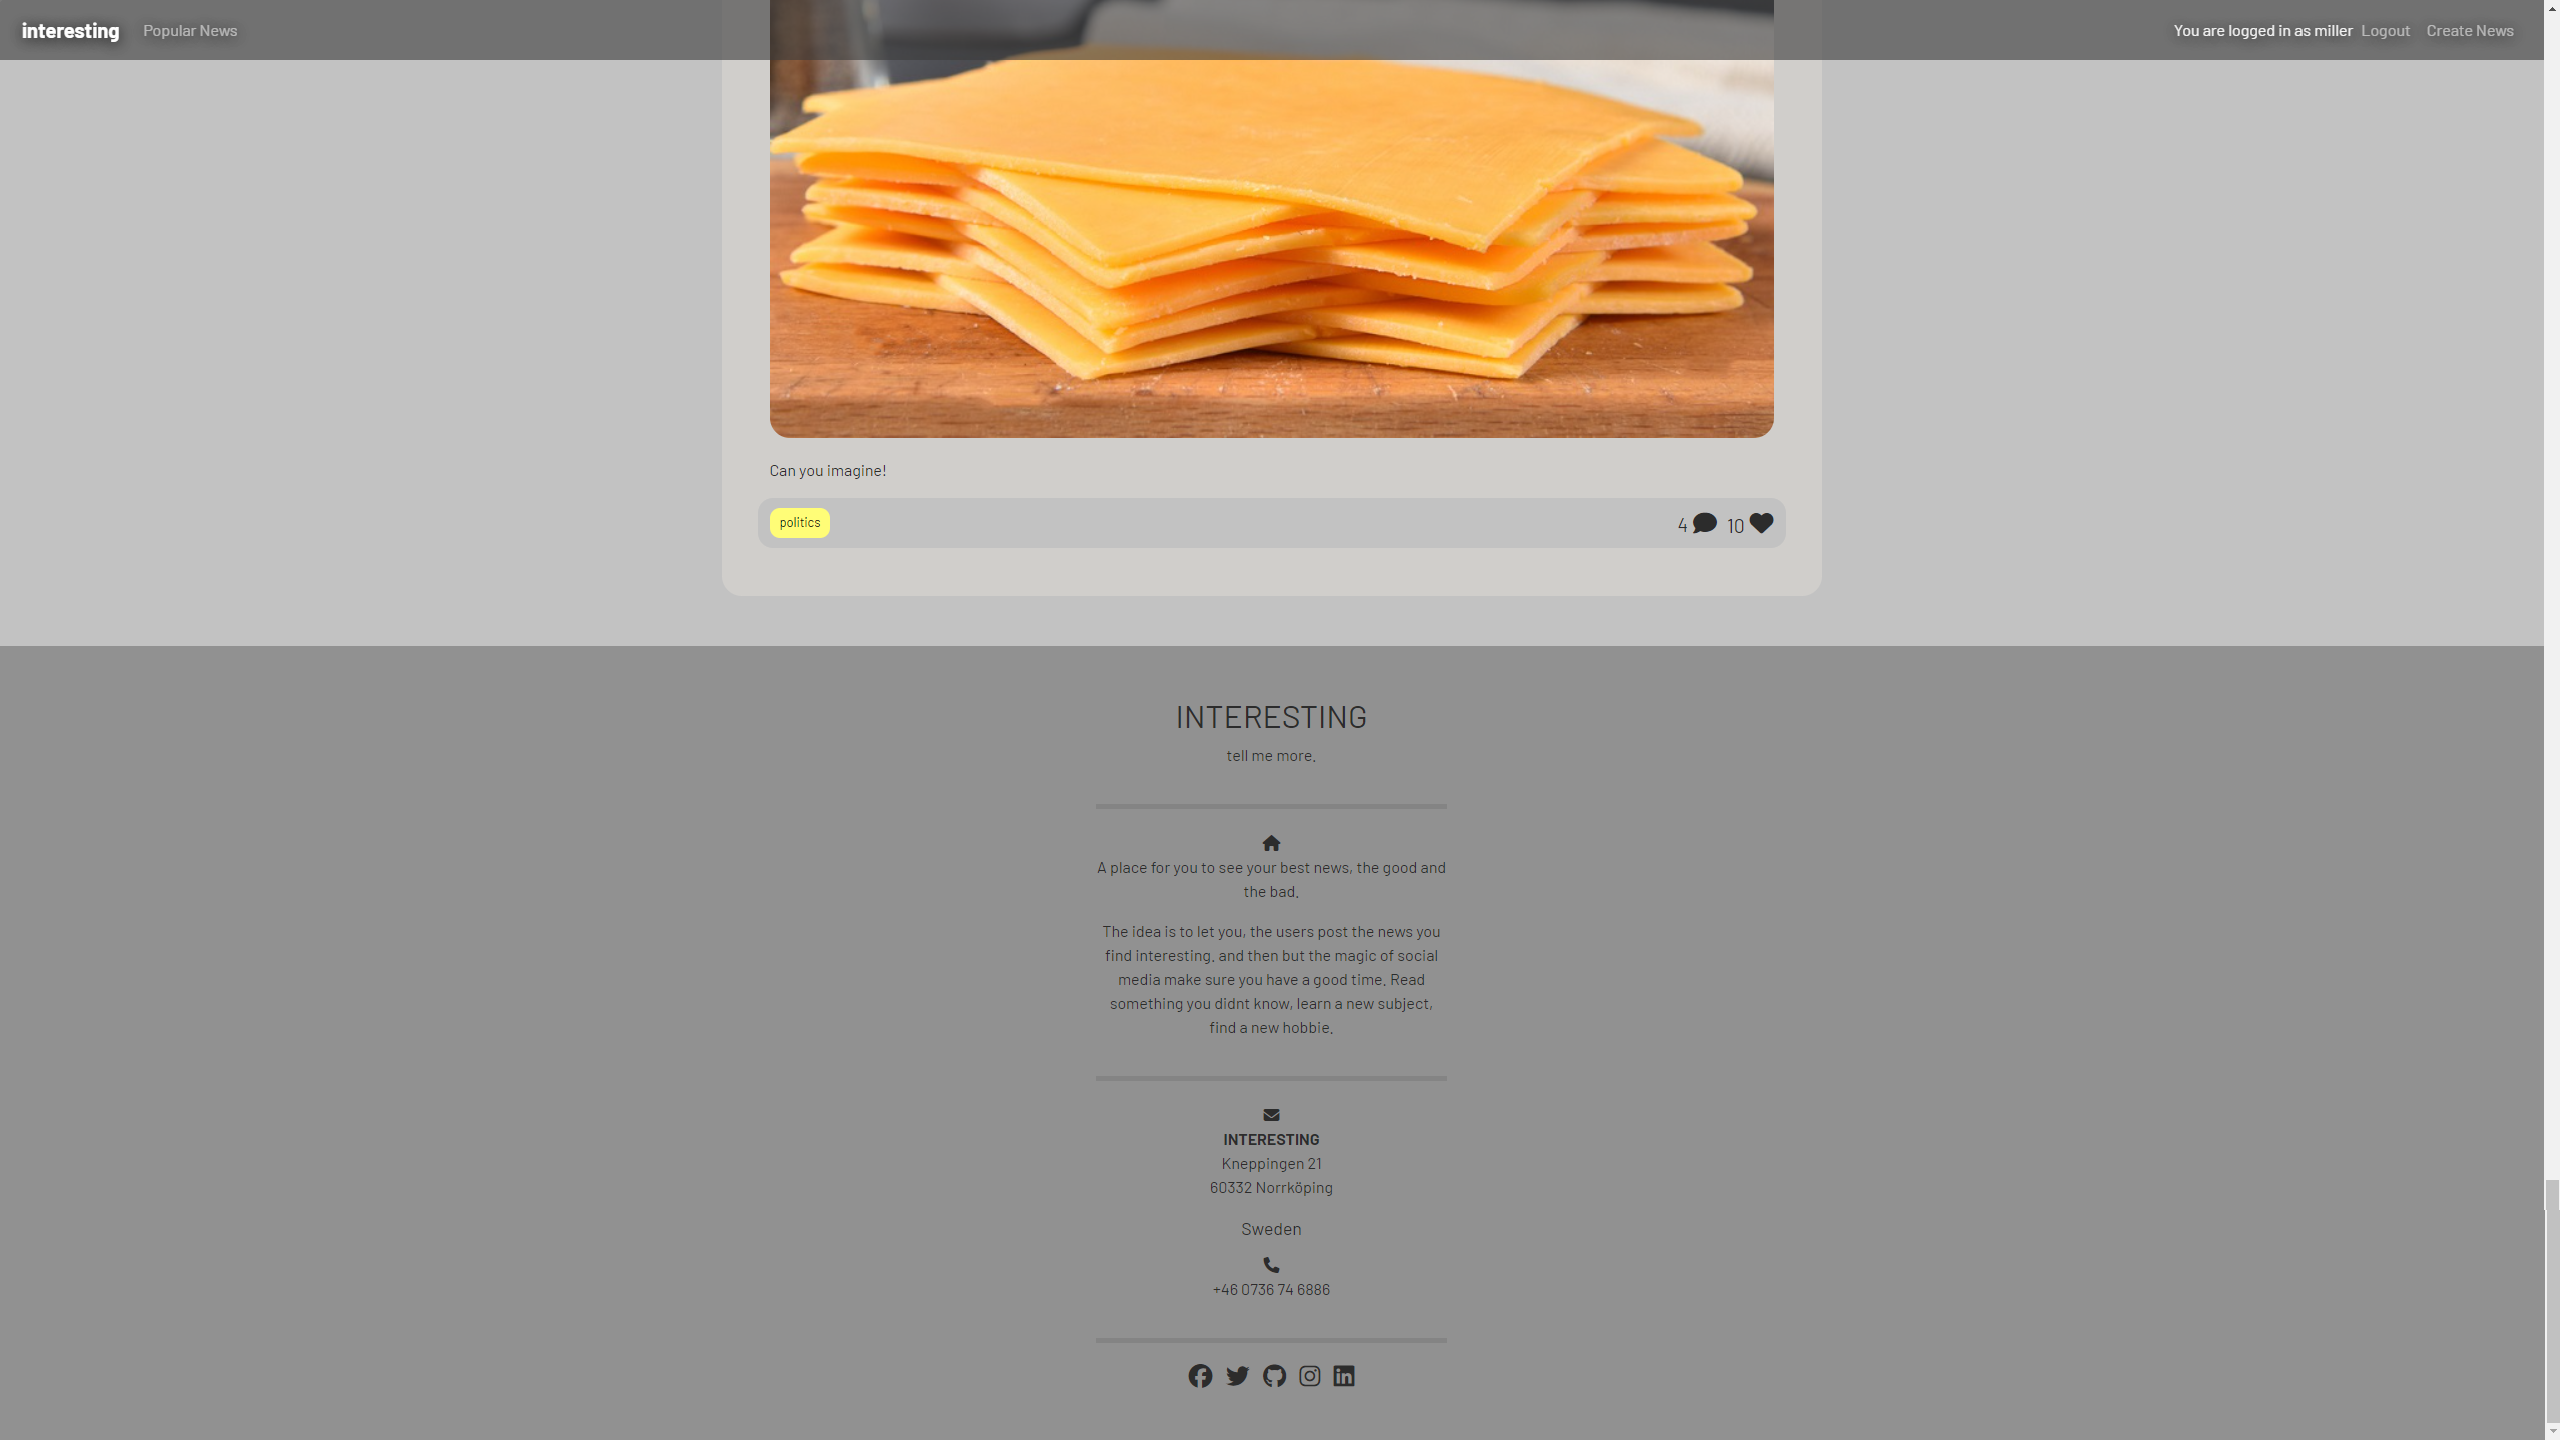 interesting Popular News You are logged in as miller Logout Create News
Can you imagine!
politics 4 10
INTERESTING
tell me more.
A place for you to see your best news, the good and
the bad.
The idea is to let you, the users post the news you
find interesting. and then but the magic of social
media make sure you have a good time. Read
something you didnt know, learn a new subject,
find a new hobbie.
INTERESTING
Kneppingen 21
60332 Norrköping
Sweden
+46 0736 74 6886